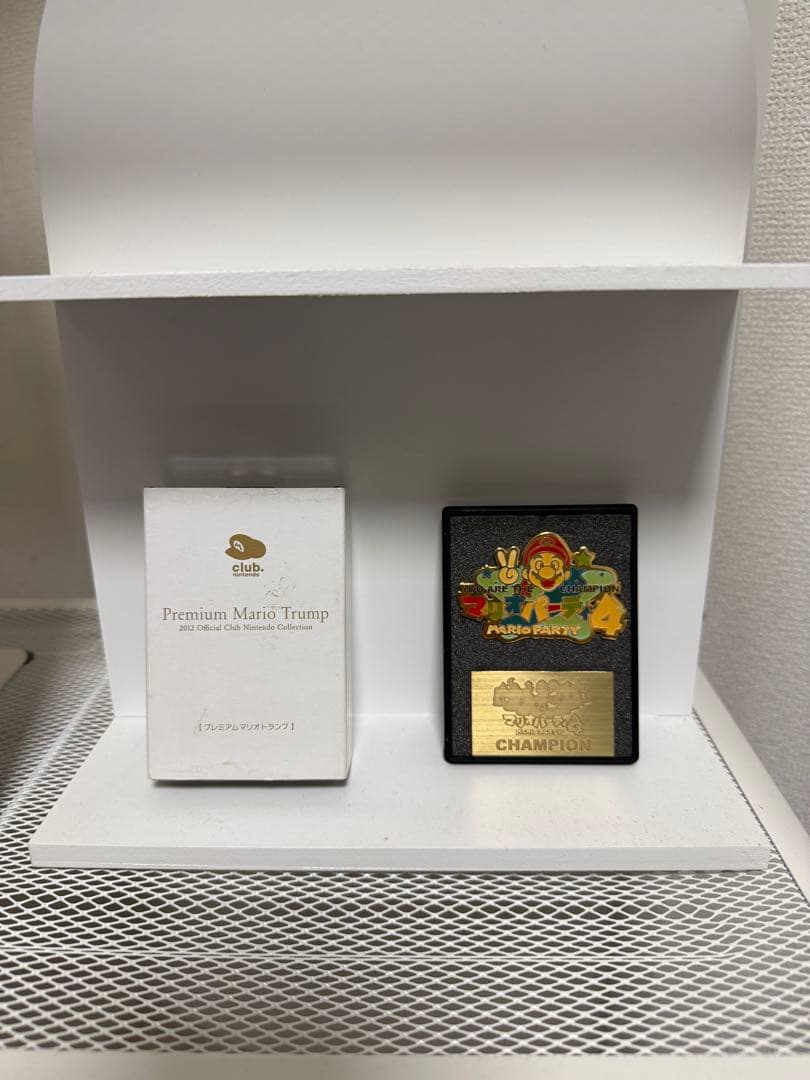 club.
nintendo
Premium Mario Trump
2012 Official Club Nintendo Collection
【プレミアムマリオトランプ】
YOU ARE THE CHAMPION
マリオパーティ4
MARIO PARTY
マリオパーティ4
MARIO PARTY
CHAMPION